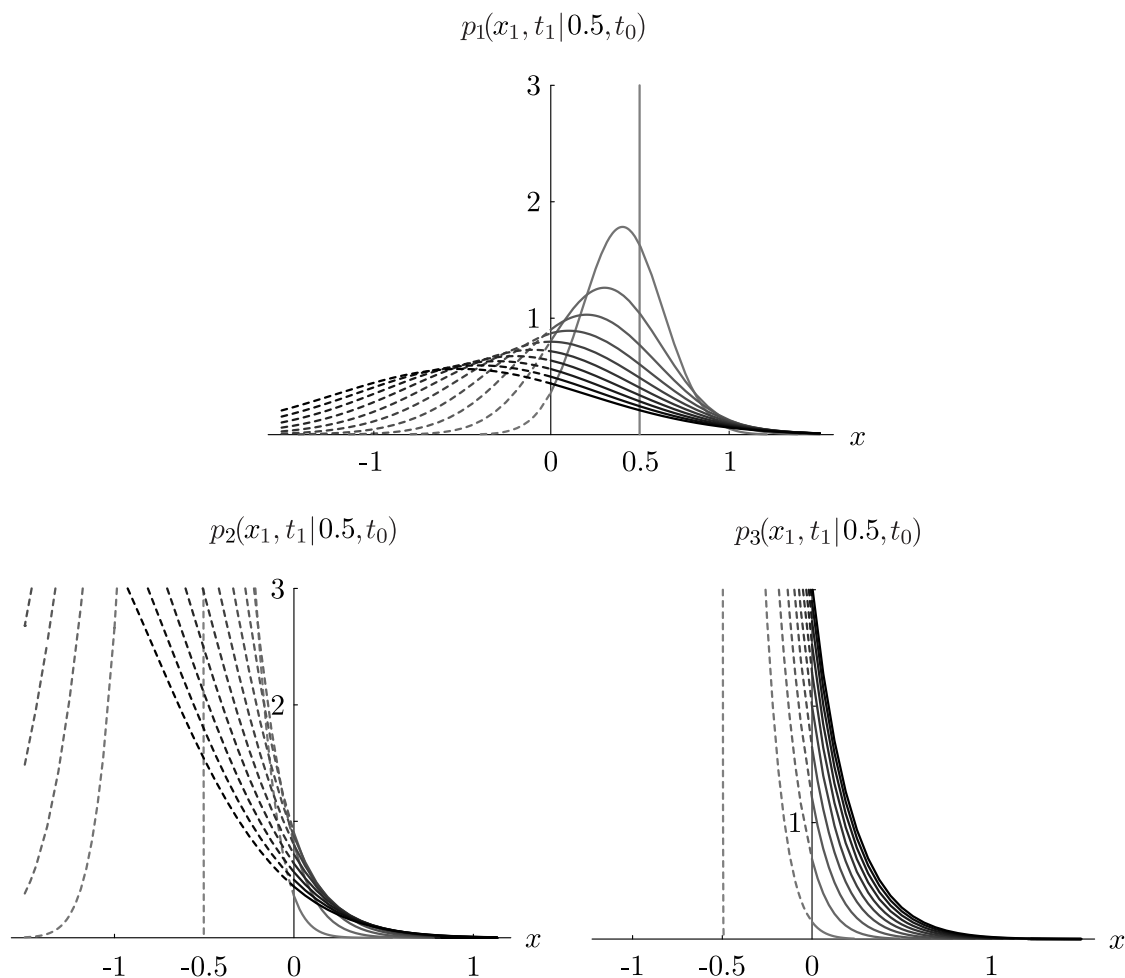 p₁(x₁, t₁|0.5, t₀)
3
2
1
x
-1 0 0.5 1
p₂(x₁, t₁|0.5, t₀)
3
2
x
-1 -0.5 0 1
p₃(x₁, t₁|0.5, t₀)
1
x
-1 -0.5 0 1